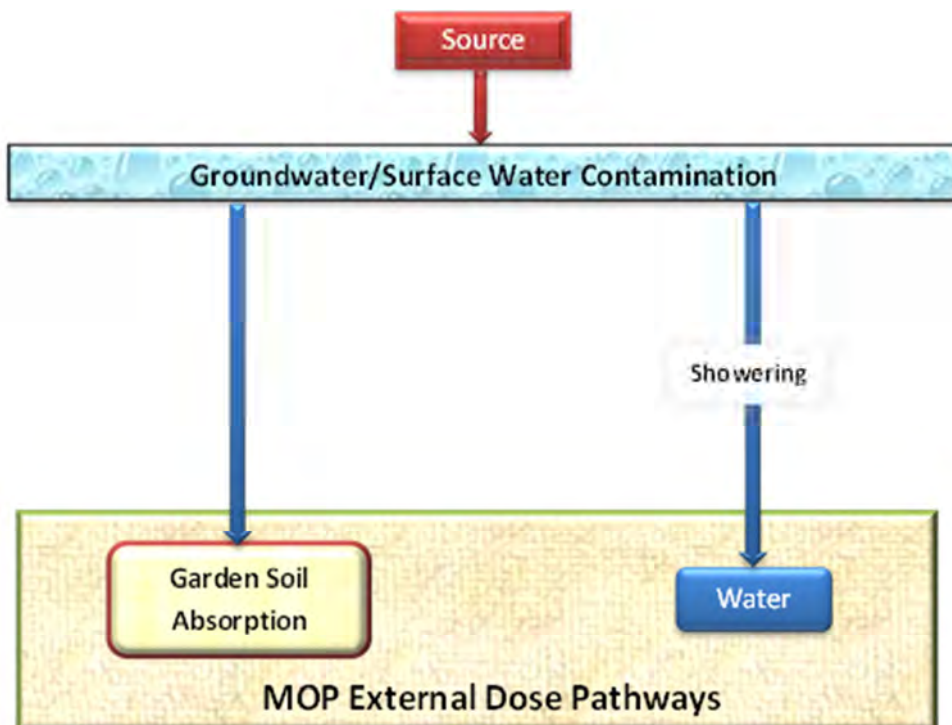 Source
Groundwater/Surface Water Contamination
Showering
Garden Soil
Absorption
Water
MOP External Dose Pathways